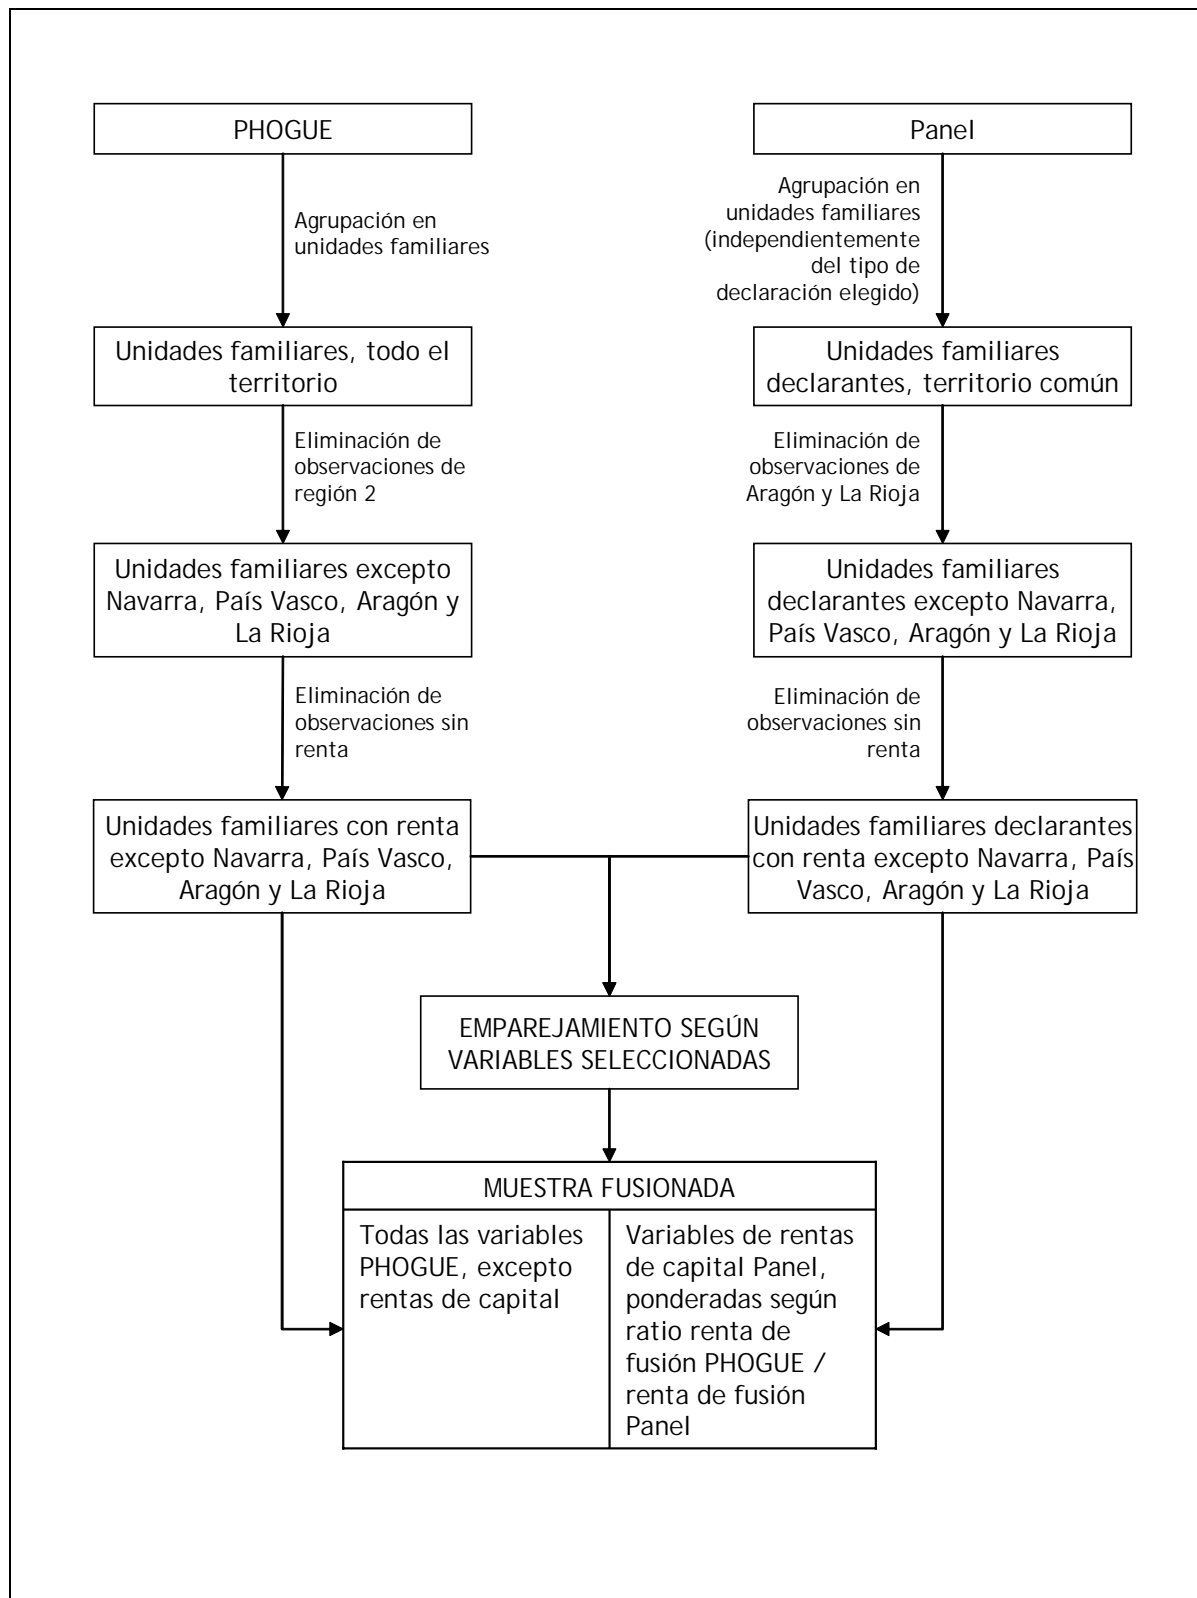 PHOGUE
Panel
Agrupación en
unidades familiares
Agrupación en
unidades familiares
(independientemente
del tipo de
declaración elegido)
Unidades familiares, todo el
territorio
Unidades familiares
declarantes, territorio común
Eliminación de
observaciones de
región 2
Eliminación de
observaciones de
Aragón y La Rioja
Unidades familiares excepto
Navarra, País Vasco, Aragón y
La Rioja
Unidades familiares
declarantes excepto Navarra,
País Vasco, Aragón y La Rioja
Eliminación de
observaciones sin
renta
Eliminación de
observaciones sin
renta
Unidades familiares con renta
excepto Navarra, País Vasco,
Aragón y La Rioja
Unidades familiares declarantes
con renta excepto Navarra, País
Vasco, Aragón y La Rioja
EMPAREJAMIENTO SEGÚN
VARIABLES SELECCIONADAS
MUESTRA FUSIONADA
Todas las variables
PHOGUE, excepto
rentas de capital
Variables de rentas
de capital Panel,
ponderadas según
ratio renta de
fusión PHOGUE /
renta de fusión
Panel